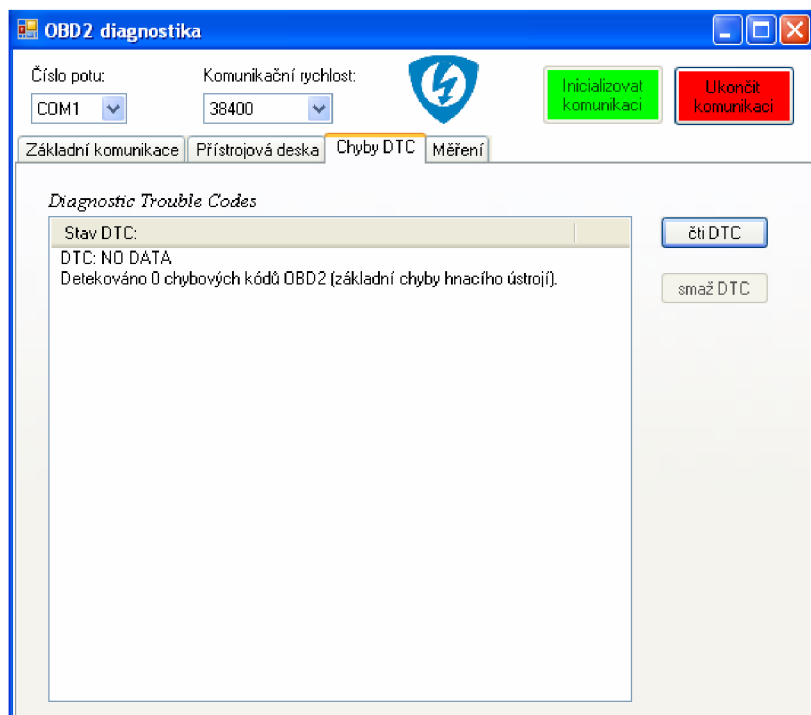 OBD2 diagnostika
Číslo potu:
Komunikační rychlost:
COM1
38400
Inicializovat
komunikaci
Ukončit
komunikaci
Základní komunikace
Přístrojová deska
Chyby DTC
Měření
Diagnostic Trouble Codes
Stav DTC:
DTC: NO DATA
Detekováno 0 chybových kódů OBD2 (základní chyby hnacího ústrojí).
čti DTC
smaž DTC